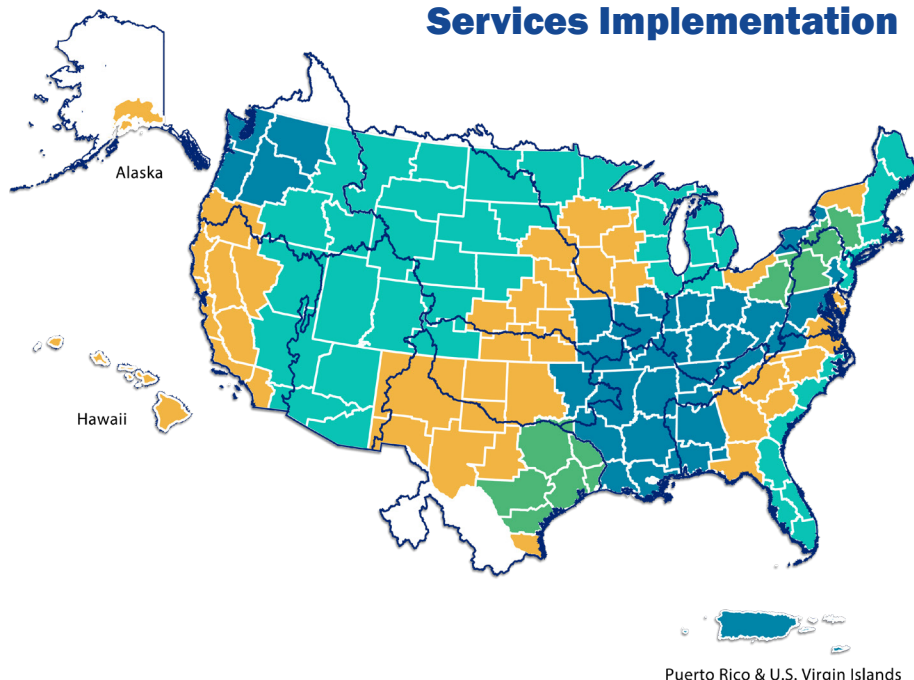 Services Implementation
Alaska
Hawaii
Puerto Rico & U.S. Virgin Islands